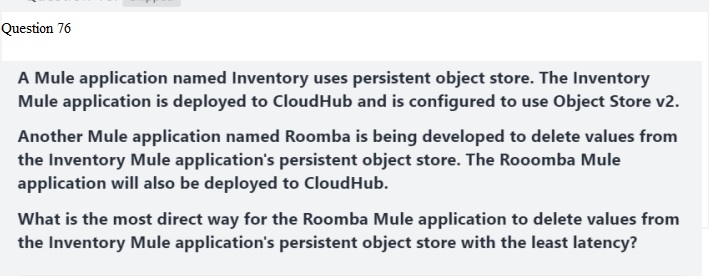 Question 76
A Mule application named Inventory uses persistent object store. The Inventory
Mule application is deployed to CloudHub and is configured to use Object Store v2.
Another Mule application named Roomba is being developed to delete values from
the Inventory Mule application's persistent object store. The Rooomba Mule
application will also be deployed to CloudHub.
What is the most direct way for the Roomba Mule application to delete values from
the Inventory Mule application's persistent object store with the least latency?